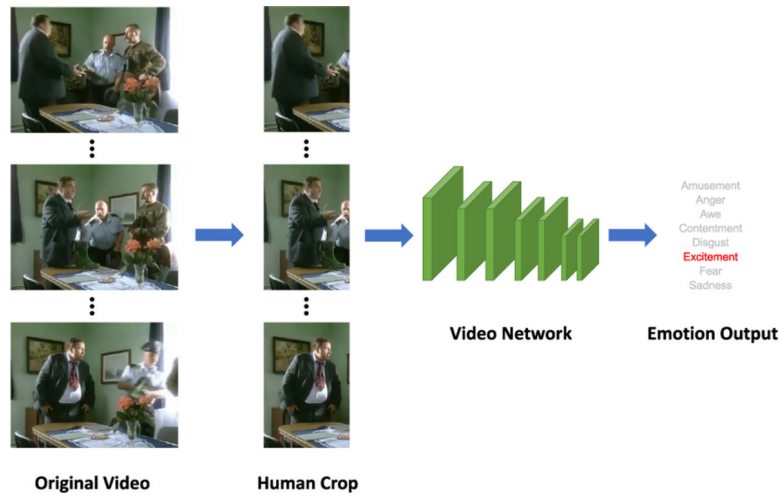 Amusement
Anger
Awe
Contentment
Disgust
Excitement
Fear
Sadness
Video Network
Emotion Output
Original Video
Human Crop